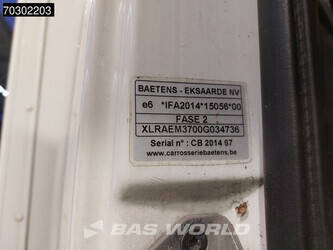 70302203
BAETENS - EKSAARDE NV
e6 *IFA2014*15056*00
FASE 2
XLRAEM3700G034736
Serial n° : CB 2014 67
www.carrosseriebaetens.be
BAS WORLD